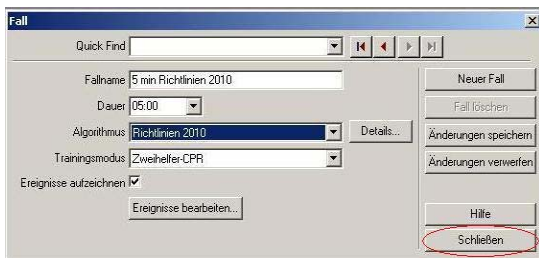 Fall
Quick Find
Fallname 5 min Richtlinien 2010
Neuer Fall
Dauer 05:00
Fall löschen
Algorithmus Richtlinien 2010 Details...
Änderungen speichern
Trainingsmodus Zweihelfer-CPR
Änderungen verwerfen
Ereignisse aufzeichnen
Ereignisse bearbeiten...
Hilfe
Schließen